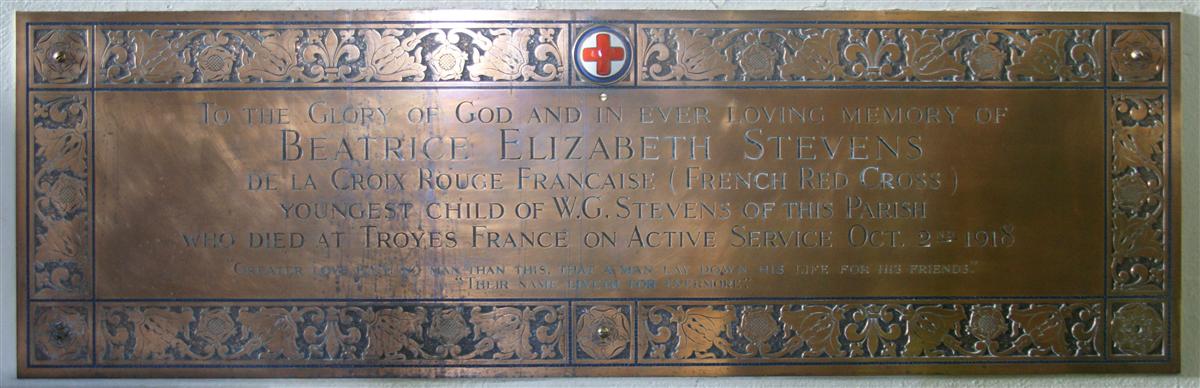 To the Glory of God and in ever loving memory of
Beatrice Elizabeth Stevens
de la Croix Rouge Francaise (French Red Cross)
youngest child of W.G. Stevens of this Parish
who died at Troyes France on Active Service Oct. 2nd 1918
"Greater love hath no man than this, that a man lay down his life for his friends."
"Their name liveth for evermore."